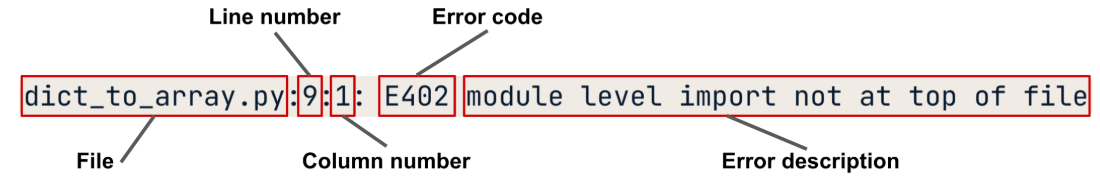 Line number Error code
dict_to_array.py:9:1: E402 module level import not at top of file
File Column number Error description